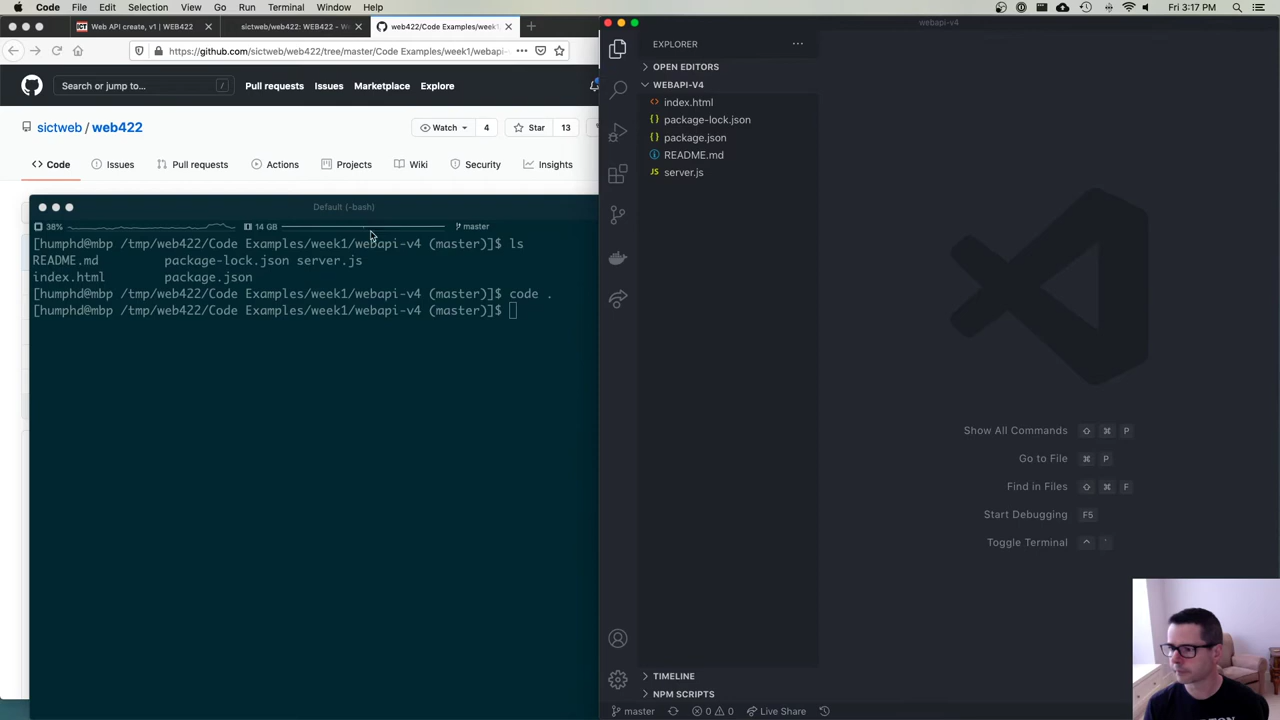 Code File Edit Selection View Go Run Terminal Window Help Fri 3:17 PM
Web API create, v1 | WEB422
sictweb/web422: WEB422 - W
web422/Code Examples/week1
https://github.com/sictweb/web422/tree/master/Code Examples/week1/webapi-
Search or jump to... /
Pull requests Issues Marketplace Explore
sictweb / web422
Watch 4 Star 13
Code Issues Pull requests Actions Projects Wiki Security Insights
Default (-bash)
38% 14 GB master
[humphd@mbp /tmp/web422/Code Examples/week1/webapi-v4 (master)]$ ls
README.md package-lock.json server.js
index.html package.json
[humphd@mbp /tmp/web422/Code Examples/week1/webapi-v4 (master)]$ code .
[humphd@mbp /tmp/web422/Code Examples/week1/webapi-v4 (master)]$
webapi-v4
EXPLORER
OPEN EDITORS
WEBAPI-V4
index.html
package-lock.json
package.json
README.md
JS server.js
Show All Commands ⇧ ⌘ P
Go to File ⌘ P
Find in Files ⇧ ⌘ F
Start Debugging F5
Toggle Terminal ^ `
TIMELINE
NPM SCRIPTS
master 0 0 Live Share